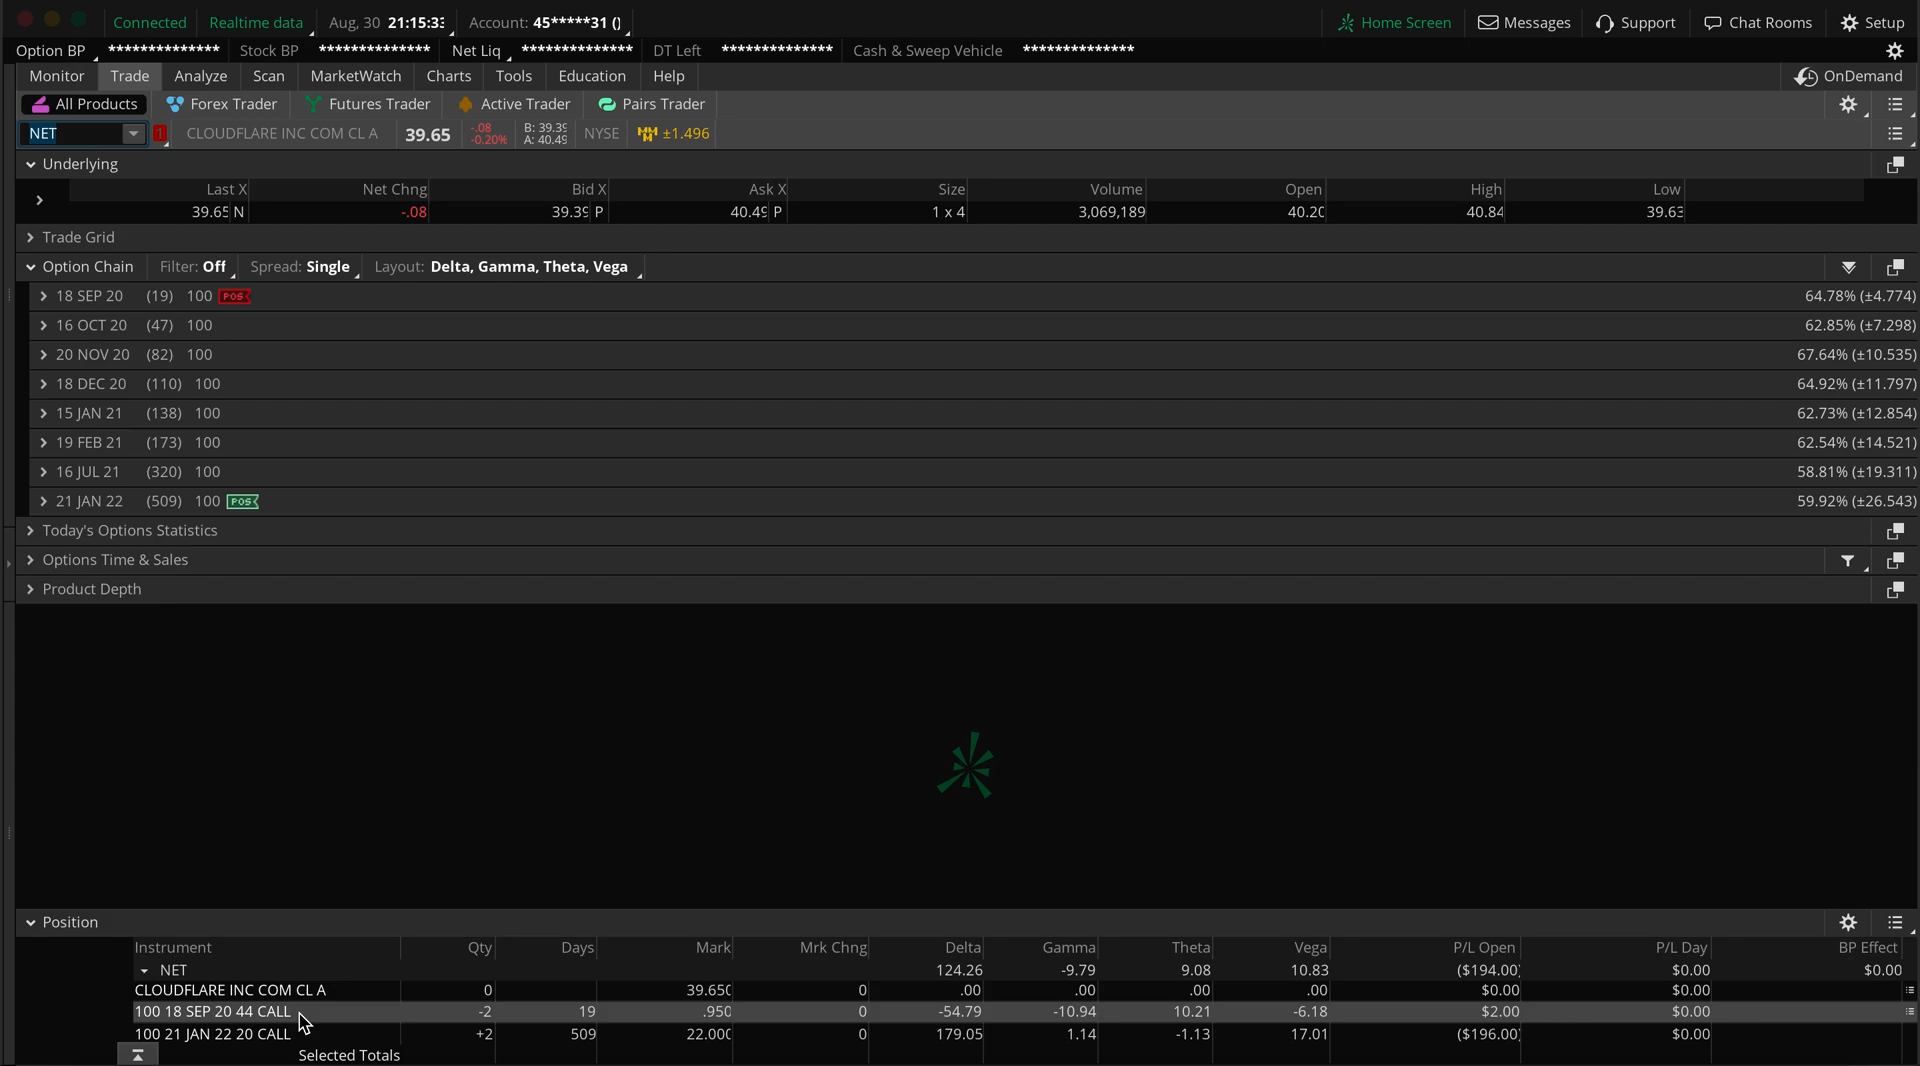 Connected Realtime data Aug, 30 21:15:33 Account: 45*****31 () Home Screen Messages Support Chat Rooms Setup
Option BP ************** Stock BP ************** Net Liq ************** DT Left ************** Cash & Sweep Vehicle **************
Monitor Trade Analyze Scan MarketWatch Charts Tools Education Help OnDemand
All Products Forex Trader Futures Trader Active Trader Pairs Trader
NET 1 CLOUDFLARE INC COM CL A 39.65 -.08 -0.20% B: 39.39 A: 40.49 NYSE ±1.496
Underlying
Last X Net Chng Bid X Ask X Size Volume Open High Low
39.65 N -.08 39.39 P 40.49 P 1 x 4 3,069,189 40.20 40.84 39.63
Trade Grid
Option Chain Filter: Off Spread: Single Layout: Delta, Gamma, Theta, Vega
18 SEP 20 (19) 100 POS 64.78% (±4.774)
16 OCT 20 (47) 100 62.85% (±7.298)
20 NOV 20 (82) 100 67.64% (±10.535)
18 DEC 20 (110) 100 64.92% (±11.797)
15 JAN 21 (138) 100 62.73% (±12.854)
19 FEB 21 (173) 100 62.54% (±14.521)
16 JUL 21 (320) 100 58.81% (±19.311)
21 JAN 22 (509) 100 POS 59.92% (±26.543)
Today's Options Statistics
Options Time & Sales
Product Depth
Position
Instrument Qty Days Mark Mrk Chng Delta Gamma Theta Vega P/L Open P/L Day BP Effect
NET 124.26 -9.79 9.08 10.83 ($194.00) $0.00 $0.00
CLOUDFLARE INC COM CL A 0 39.650 0 .00 .00 .00 .00 $0.00 $0.00
100 18 SEP 20 44 CALL -2 19 .950 0 -54.79 -10.94 10.21 -6.18 $2.00 $0.00
100 21 JAN 22 20 CALL +2 509 22.000 0 179.05 1.14 -1.13 17.01 ($196.00) $0.00
Selected Totals